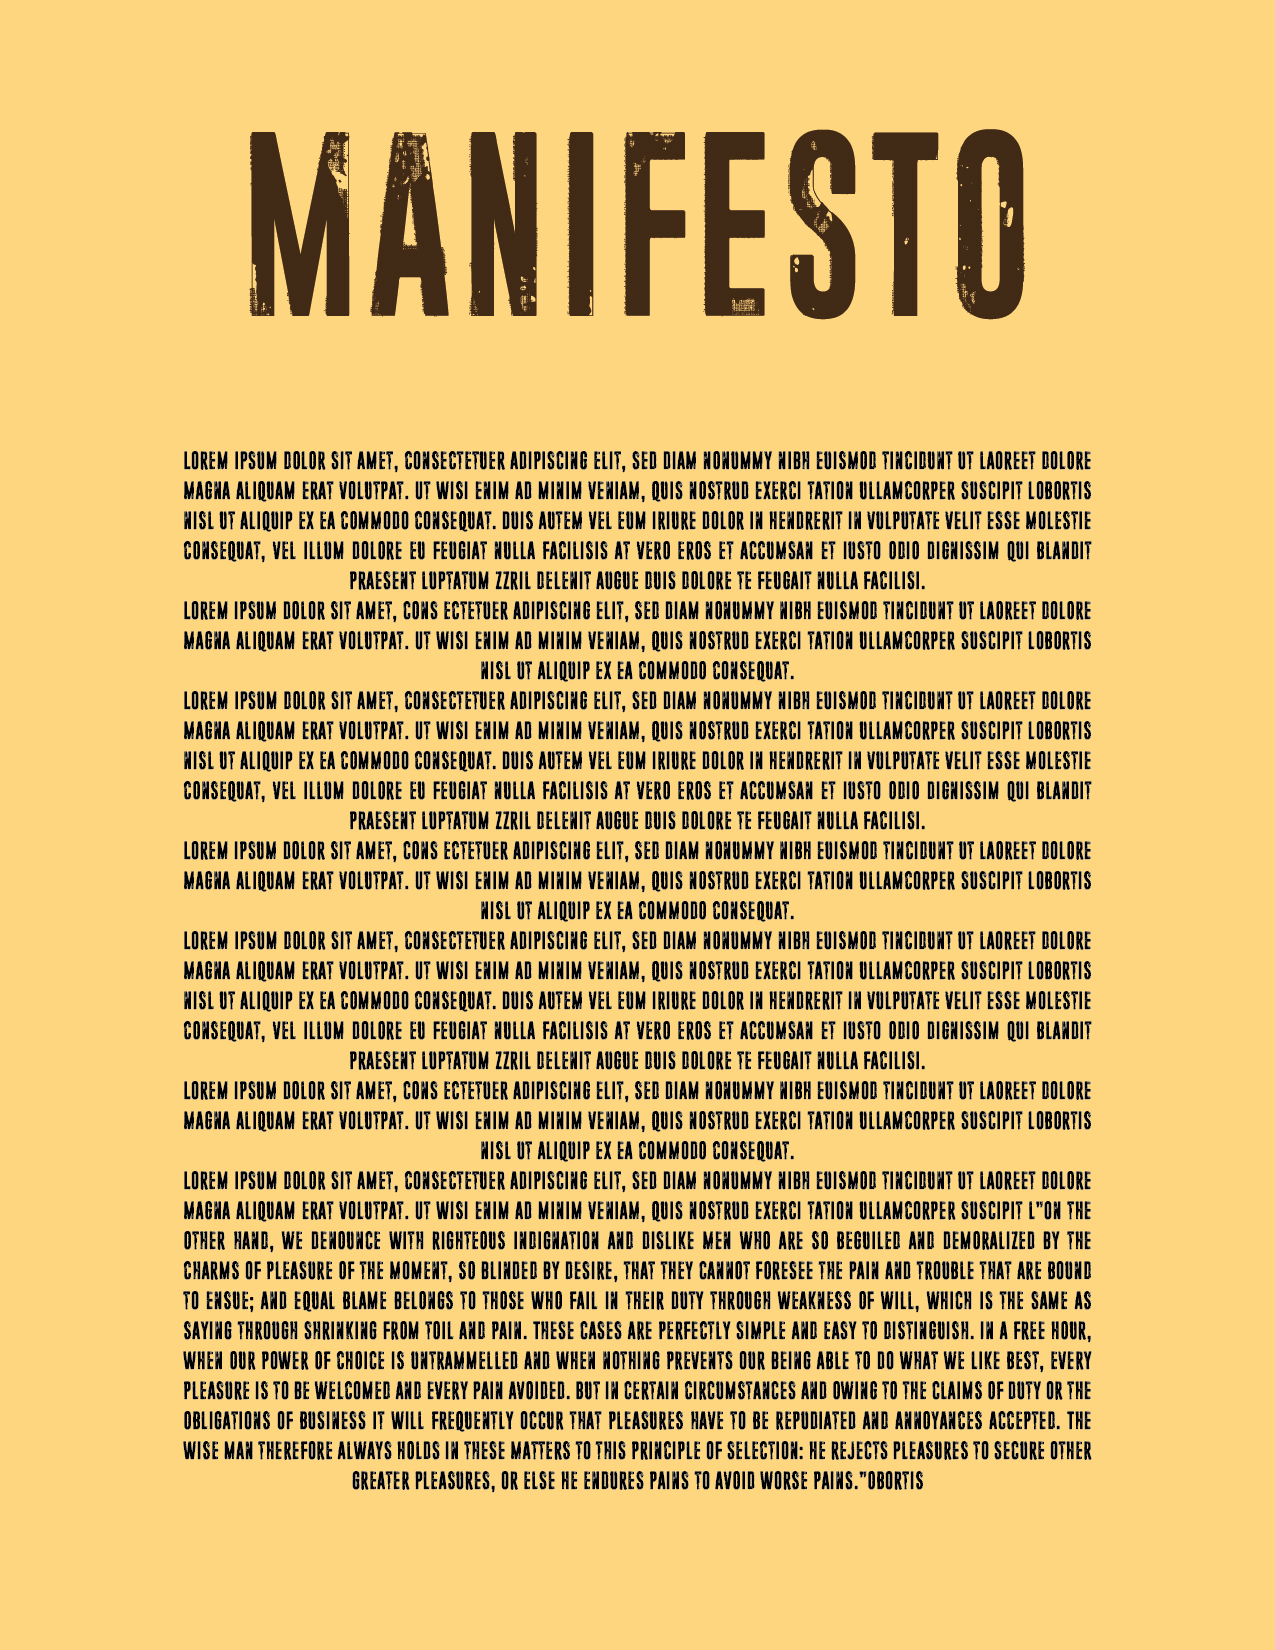 MANIFESTO
LOREM IPSUM DOLOR SIT AMET, CONSECTETUER ADIPISCING ELIT, SED DIAM NONUMMY NIBH EUISMOD TINCIDUNT UT LAOREET DOLORE
MAGNA ALIQUAM ERAT VOLUTPAT. UT WISI ENIM AD MINIM VENIAM, QUIS NOSTRUD EXERCI TATION ULLAMCORPER SUSCIPIT LOBORTIS
NISL UT ALIQUIP EX EA COMMODO CONSEQUAT. DUIS AUTEM VEL EUM IRIURE DOLOR IN HENDRERIT IN VULPUTATE VELIT ESSE MOLESTIE
CONSEQUAT, VEL ILLUM DOLORE EU FEUGIAT NULLA FACILISIS AT VERO EROS ET ACCUMSAN ET IUSTO ODIO DIGNISSIM QUI BLANDIT
PRAESENT LUPTATUM ZZRIL DELENIT AUGUE DUIS DOLORE TE FEUGAIT NULLA FACILISI.
LOREM IPSUM DOLOR SIT AMET, CONS ECTETUER ADIPISCING ELIT, SED DIAM NONUMMY NIBH EUISMOD TINCIDUNT UT LAOREET DOLORE
MAGNA ALIQUAM ERAT VOLUTPAT. UT WISI ENIM AD MINIM VENIAM, QUIS NOSTRUD EXERCI TATION ULLAMCORPER SUSCIPIT LOBORTIS
NISL UT ALIQUIP EX EA COMMODO CONSEQUAT.
LOREM IPSUM DOLOR SIT AMET, CONSECTETUER ADIPISCING ELIT, SED DIAM NONUMMY NIBH EUISMOD TINCIDUNT UT LAOREET DOLORE
MAGNA ALIQUAM ERAT VOLUTPAT. UT WISI ENIM AD MINIM VENIAM, QUIS NOSTRUD EXERCI TATION ULLAMCORPER SUSCIPIT LOBORTIS
NISL UT ALIQUIP EX EA COMMODO CONSEQUAT. DUIS AUTEM VEL EUM IRIURE DOLOR IN HENDRERIT IN VULPUTATE VELIT ESSE MOLESTIE
CONSEQUAT, VEL ILLUM DOLORE EU FEUGIAT NULLA FACILISIS AT VERO EROS ET ACCUMSAN ET IUSTO ODIO DIGNISSIM QUI BLANDIT
PRAESENT LUPTATUM ZZRIL DELENIT AUGUE DUIS DOLORE TE FEUGAIT NULLA FACILISI.
LOREM IPSUM DOLOR SIT AMET, CONS ECTETUER ADIPISCING ELIT, SED DIAM NONUMMY NIBH EUISMOD TINCIDUNT UT LAOREET DOLORE
MAGNA ALIQUAM ERAT VOLUTPAT. UT WISI ENIM AD MINIM VENIAM, QUIS NOSTRUD EXERCI TATION ULLAMCORPER SUSCIPIT LOBORTIS
NISL UT ALIQUIP EX EA COMMODO CONSEQUAT.
LOREM IPSUM DOLOR SIT AMET, CONSECTETUER ADIPISCING ELIT, SED DIAM NONUMMY NIBH EUISMOD TINCIDUNT UT LAOREET DOLORE
MAGNA ALIQUAM ERAT VOLUTPAT. UT WISI ENIM AD MINIM VENIAM, QUIS NOSTRUD EXERCI TATION ULLAMCORPER SUSCIPIT LOBORTIS
NISL UT ALIQUIP EX EA COMMODO CONSEQUAT. DUIS AUTEM VEL EUM IRIURE DOLOR IN HENDRERIT IN VULPUTATE VELIT ESSE MOLESTIE
CONSEQUAT, VEL ILLUM DOLORE EU FEUGIAT NULLA FACILISIS AT VERO EROS ET ACCUMSAN ET IUSTO ODIO DIGNISSIM QUI BLANDIT
PRAESENT LUPTATUM ZZRIL DELENIT AUGUE DUIS DOLORE TE FEUGAIT NULLA FACILISI.
LOREM IPSUM DOLOR SIT AMET, CONS ECTETUER ADIPISCING ELIT, SED DIAM NONUMMY NIBH EUISMOD TINCIDUNT UT LAOREET DOLORE
MAGNA ALIQUAM ERAT VOLUTPAT. UT WISI ENIM AD MINIM VENIAM, QUIS NOSTRUD EXERCI TATION ULLAMCORPER SUSCIPIT LOBORTIS
NISL UT ALIQUIP EX EA COMMODO CONSEQUAT.
LOREM IPSUM DOLOR SIT AMET, CONSECTETUER ADIPISCING ELIT, SED DIAM NONUMMY NIBH EUISMOD TINCIDUNT UT LAOREET DOLORE
MAGNA ALIQUAM ERAT VOLUTPAT. UT WISI ENIM AD MINIM VENIAM, QUIS NOSTRUD EXERCI TATION ULLAMCORPER SUSCIPIT L"ON THE
OTHER HAND, WE DENOUNCE WITH RIGHTEOUS INDIGNATION AND DISLIKE MEN WHO ARE SO BEGUILED AND DEMORALIZED BY THE
CHARMS OF PLEASURE OF THE MOMENT, SO BLINDED BY DESIRE, THAT THEY CANNOT FORESEE THE PAIN AND TROUBLE THAT ARE BOUND
TO ENSUE; AND EQUAL BLAME BELONGS TO THOSE WHO FAIL IN THEIR DUTY THROUGH WEAKNESS OF WILL, WHICH IS THE SAME AS
SAYING THROUGH SHRINKING FROM TOIL AND PAIN. THESE CASES ARE PERFECTLY SIMPLE AND EASY TO DISTINGUISH. IN A FREE HOUR,
WHEN OUR POWER OF CHOICE IS UNTRAMMELLED AND WHEN NOTHING PREVENTS OUR BEING ABLE TO DO WHAT WE LIKE BEST, EVERY
PLEASURE IS TO BE WELCOMED AND EVERY PAIN AVOIDED. BUT IN CERTAIN CIRCUMSTANCES AND OWING TO THE CLAIMS OF DUTY OR THE
OBLIGATIONS OF BUSINESS IT WILL FREQUENTLY OCCUR THAT PLEASURES HAVE TO BE REPUDIATED AND ANNOYANCES ACCEPTED. THE
WISE MAN THEREFORE ALWAYS HOLDS IN THESE MATTERS TO THIS PRINCIPLE OF SELECTION: HE REJECTS PLEASURES TO SECURE OTHER
GREATER PLEASURES, OR ELSE HE ENDURES PAINS TO AVOID WORSE PAINS."OBORTIS